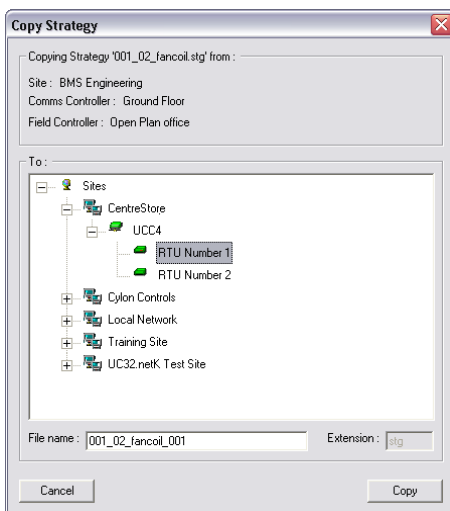 Copy Strategy
Copying Strategy '001_02_fancoil.stg' from :
Site : BMS Engineering
Comms Controller : Ground Floor
Field Controller : Open Plan office
To :
Sites
CentreStore
UCC4
RTU Number 1
RTU Number 2
Cylon Controls
Local Network
Training Site
UC32.netK Test Site
File name : 001_02_fancoil_001 Extension : stg
Cancel Copy